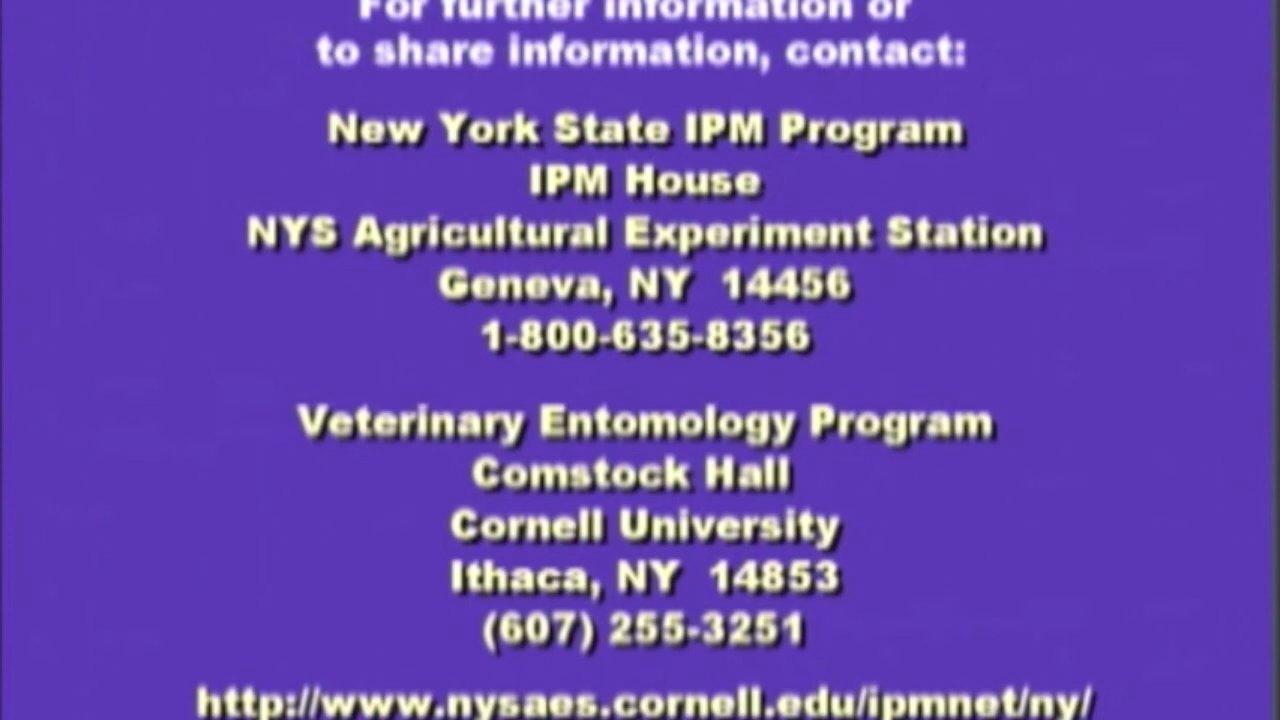 For further information or
to share information, contact:
New York State IPM Program
IPM House
NYS Agricultural Experiment Station
Geneva, NY 14456
1-800-635-8356
Veterinary Entomology Program
Comstock Hall
Cornell University
Ithaca, NY 14853
(607) 255-3251
http://www.nysaes.cornell.edu/ipmnet/ny/